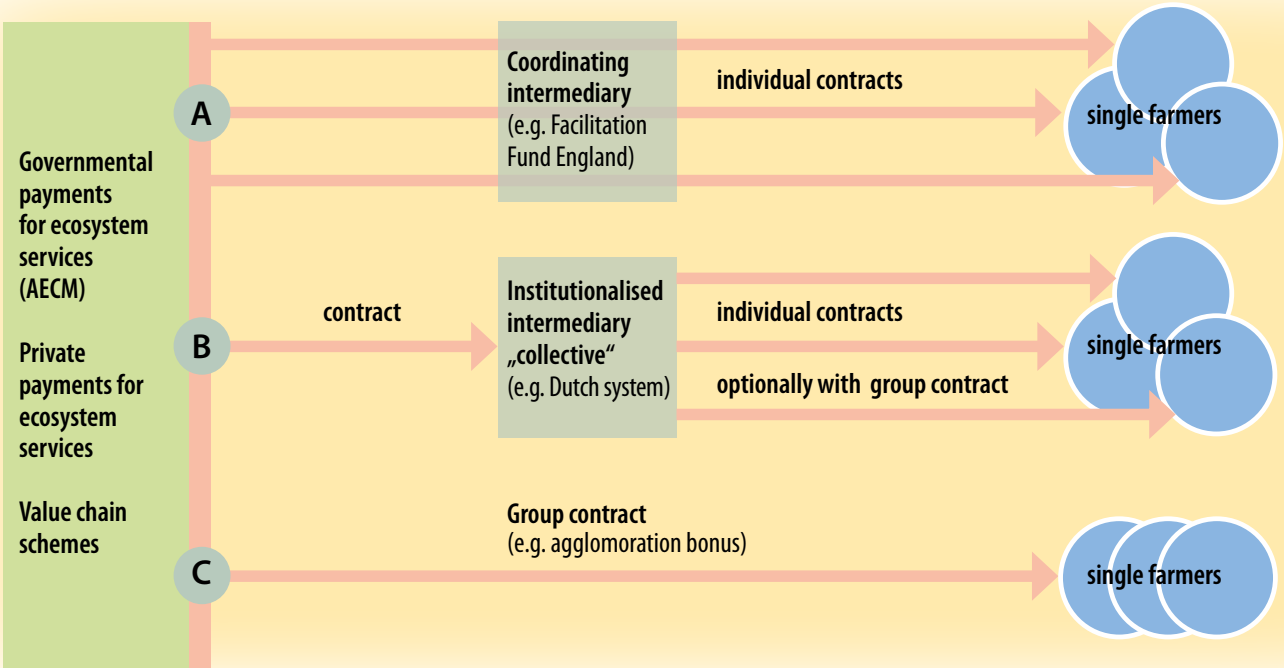 Governmental
payments
for ecosystem
services
(AECM)
Private
payments for
ecosystem
services
Value chain
schemes
A
Coordinating
intermediary
(e.g. Facilitation
Fund England)
individual contracts
single farmers
B
contract
Institutionalised
intermediary
„collective“
(e.g. Dutch system)
individual contracts
optionally with group contract
single farmers
C
Group contract
(e.g. agglomoration bonus)
single farmers